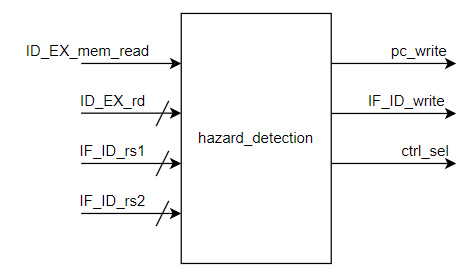 ID_EX_mem_read
pc_write
ID_EX_rd
IF_ID_write
hazard_detection
IF_ID_rs1
ctrl_sel
IF_ID_rs2